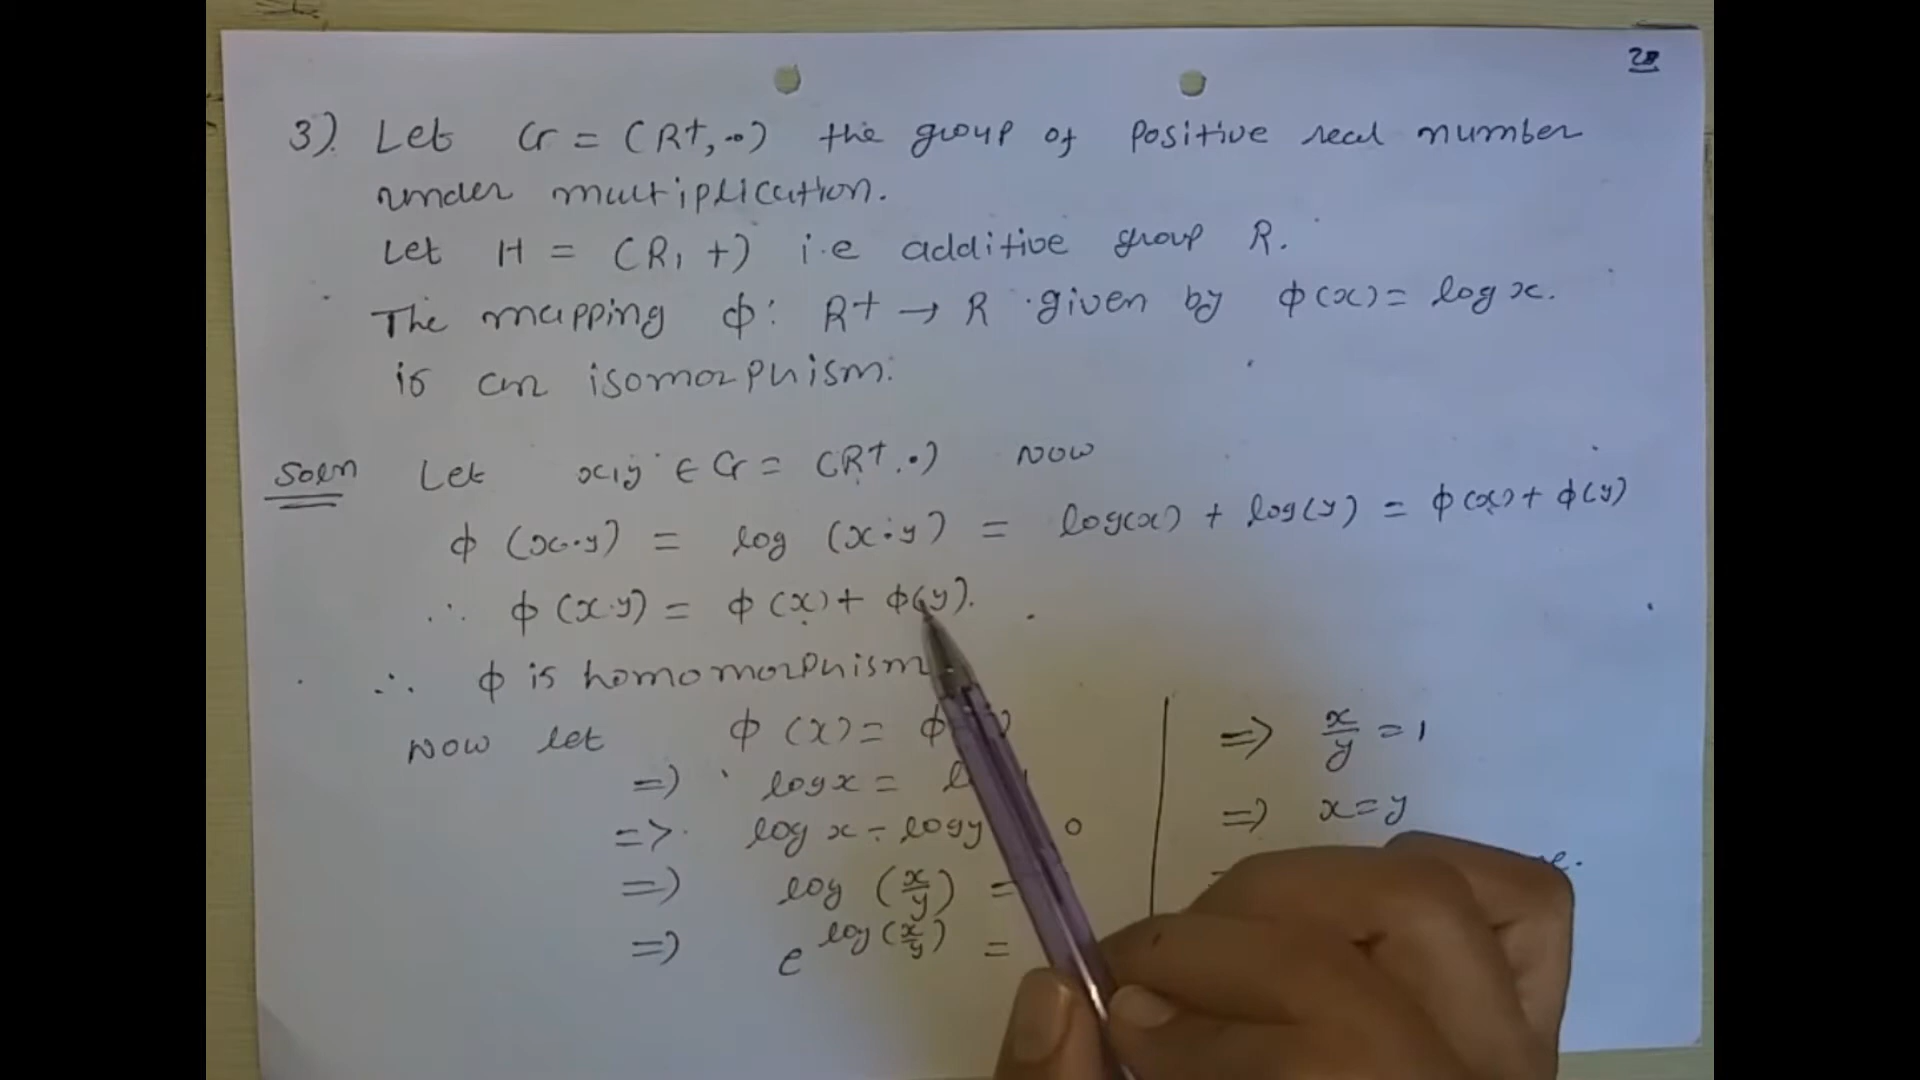 28
3). Let G = (R+, ·) the group of positive real number
under multiplication.
Let H = (R, +) i.e additive group R.
The mapping ϕ: R+ → R given by ϕ(x) = log x.
is an isomorphism.
Soln Let x,y ∈ G = (R+, ·) Now
ϕ (x·y) = log (x·y) = log(x) + log(y) = ϕ(x) + ϕ(y)
∴ ϕ (x·y) = ϕ (x) + ϕ(y).
∴ ϕ is homomorphism
Now let ϕ (x) = ϕ
=> log x =
=> log x - log y 0
=> log (x/y) =
=> e^log(x/y) =
=> x/y = 1
=> x = y